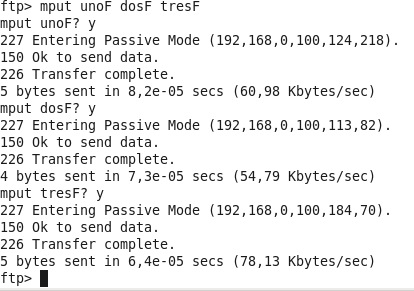 ftp> mput unoF dosF tresF
mput unoF? y
227 Entering Passive Mode (192,168,0,100,124,218).
150 Ok to send data.
226 Transfer complete.
5 bytes sent in 8,2e-05 secs (60,98 Kbytes/sec)
mput dosF? y
227 Entering Passive Mode (192,168,0,100,113,82).
150 Ok to send data.
226 Transfer complete.
4 bytes sent in 7,3e-05 secs (54,79 Kbytes/sec)
mput tresF? y
227 Entering Passive Mode (192,168,0,100,184,70).
150 Ok to send data.
226 Transfer complete.
5 bytes sent in 6,4e-05 secs (78,13 Kbytes/sec)
ftp>